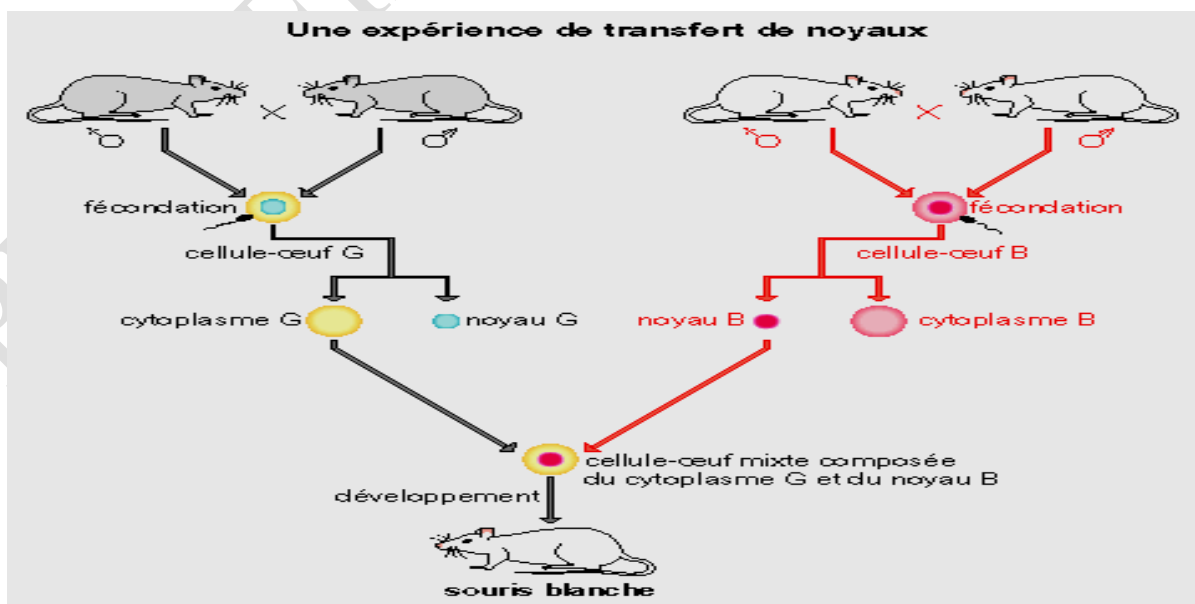 Une expérience de transfert de noyaux
fécondation
fécondation
cellule-œuf G
cellule-œuf B
cytoplasme G
noyau G
noyau B
cytoplasme B
cellule-œuf mixte composée
du cytoplasme G et du noyau B
développement
souris blanche